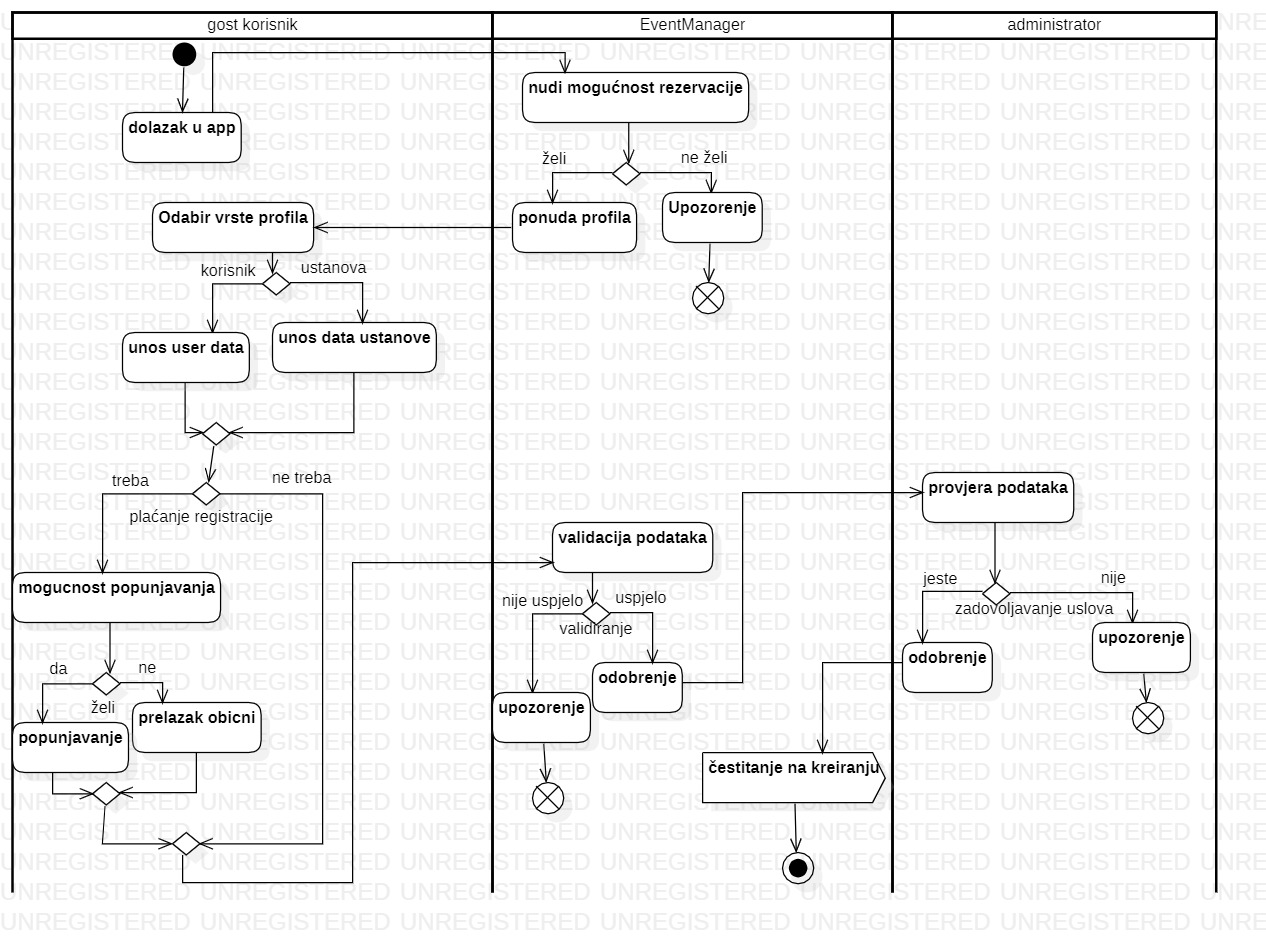 gost korisnik
EventManager
administrator
dolazak u app
nudi mogućnost rezervacije
želi
ne želi
Odabir vrste profila
ponuda profila
Upozorenje
korisnik
ustanova
unos user data
unos data ustanove
treba
ne treba
plaćanje registracije
provjera podataka
validacija podataka
mogucnost popunjavanja
nije uspjelo
uspjelo
validiranje
jeste
nije
zadovoljavanje uslova
upozorenje
odobrenje
da
ne
želi
odobrenje
popunjavanje
prelazak obicni
upozorenje
čestitanje na kreiranju
UNREGISTERED